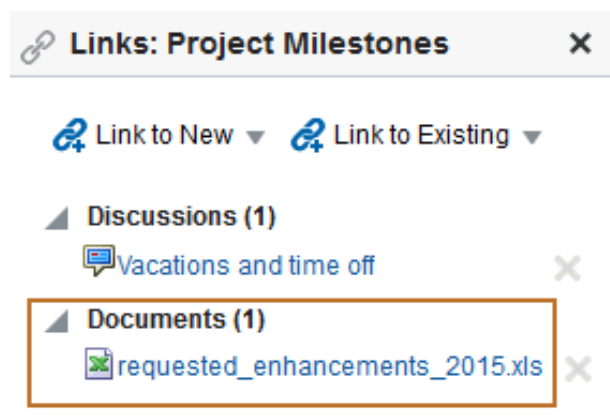 Links: Project Milestones
Link to New Link to Existing
Discussions (1)
Vacations and time off
Documents (1)
requested_enhancements_2015.xls